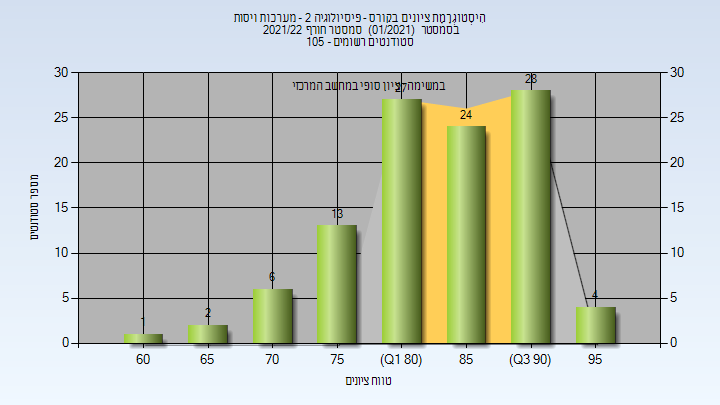 היסטוגרמת ציונים בקורס - פיסיולוגיה 2 - מערכות ויסות
בסמסטר (01/2021) סמסטר חורף 2021/22
סטודנטים רשומים - 105
במשימה ציון סופי במחשב המרכזי
מספר סטודנטים
30 25 20 15 10 5 0
1 2 6 13 27 24 28 4
30 25 20 15 10 5 0
60 65 70 75 (Q1 80) 85 (Q3 90) 95
טווח ציונים